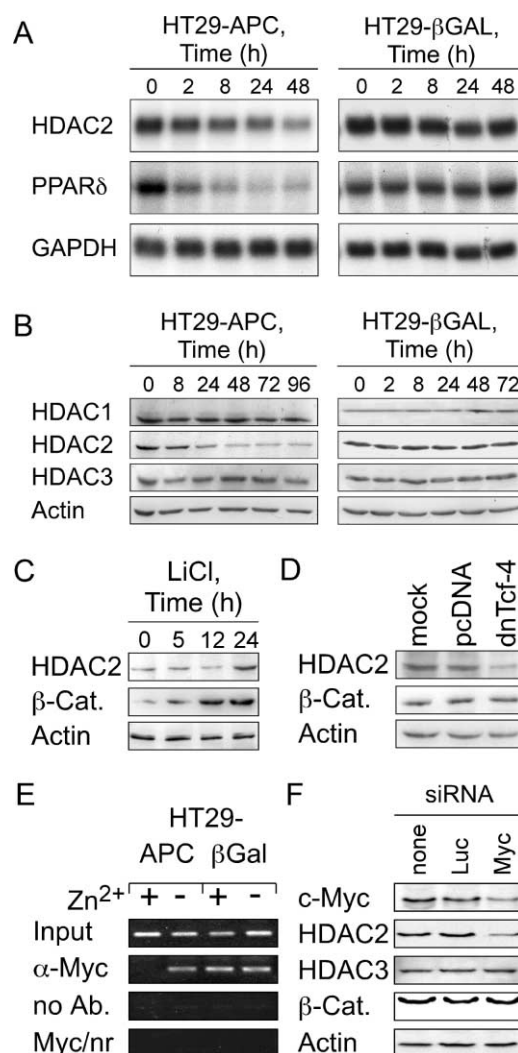 A
HT29-APC, HT29-βGAL,
Time (h) Time (h)
0 2 8 24 48 0 2 8 24 48
HDAC2
PPARδ
GAPDH
B
HT29-APC, HT29-βGAL,
Time (h) Time (h)
0 8 24 48 72 96 0 2 8 24 48 72
HDAC1
HDAC2
HDAC3
Actin
C
LiCl,
Time (h)
0 5 12 24
HDAC2
β-Cat.
Actin
D
mock pcDNA dnTcf-4
HDAC2
β-Cat.
Actin
E
HT29-
APC βGal
Zn2+ + - + -
Input
α-Myc
no Ab.
Myc/nr
F
siRNA
none Luc Myc
c-Myc
HDAC2
HDAC3
β-Cat.
Actin